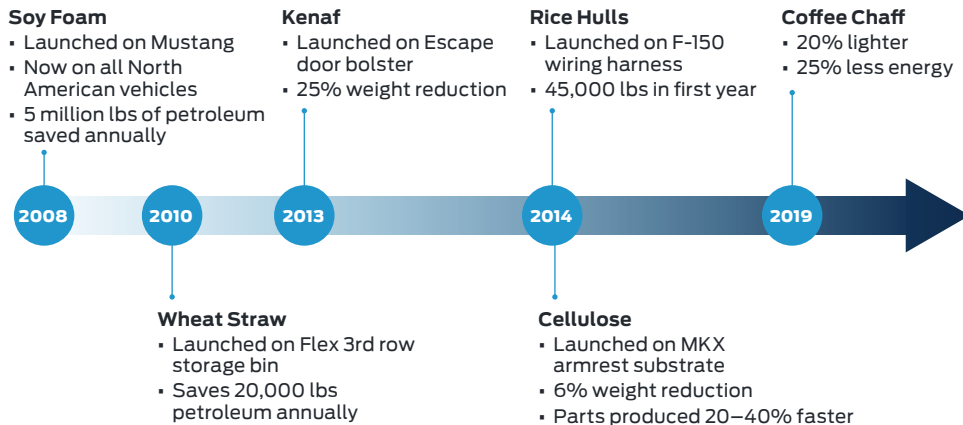 Soy Foam
▪ Launched on Mustang
▪ Now on all North
American vehicles
▪ 5 million lbs of petroleum
saved annually
Kenaf
▪ Launched on Escape
door bolster
▪ 25% weight reduction
Rice Hulls
▪ Launched on F-150
wiring harness
▪ 45,000 lbs in first year
Coffee Chaff
▪ 20% lighter
▪ 25% less energy
2008
2010
2013
2014
2019
Wheat Straw
▪ Launched on Flex 3rd row
storage bin
▪ Saves 20,000 lbs
petroleum annually
Cellulose
▪ Launched on MKX
armrest substrate
▪ 6% weight reduction
▪ Parts produced 20–40% faster